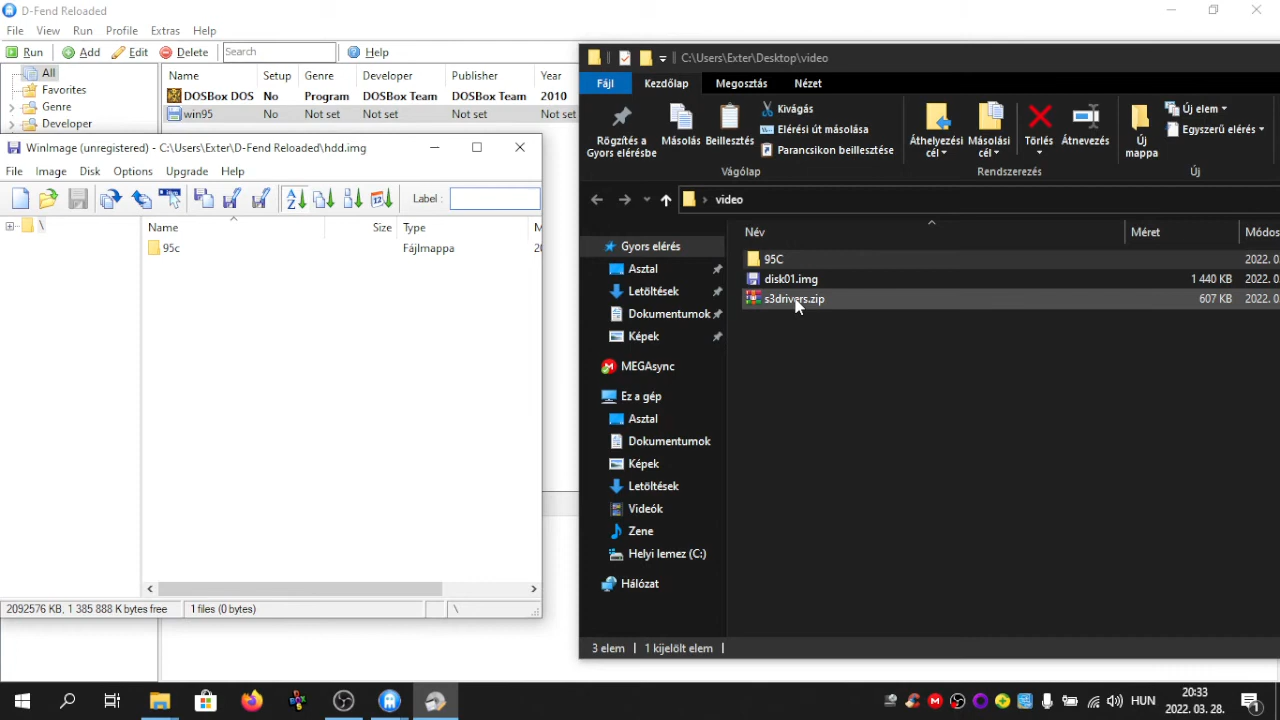 D-Fend Reloaded
File View Run Profile Extras Help
Run Add Edit Delete Search Help
All
Favorites
Genre
Developer
Name Setup Genre Developer Publisher Year
DOSBox DOS No Program DOSBox Team DOSBox Team 2010
win95 No Not set Not set Not set Not set
WinImage (unregistered) - C:\Users\Exter\D-Fend Reloaded\hdd.img
File Image Disk Options Upgrade Help
Label :
\
Name Size Type M
95c Fájlmappa 20
2092576 KB, 1 385 888 K bytes free 1 files (0 bytes) \
C:\Users\Exter\Desktop\video
Fájl Kezdőlap Megosztás Nézet
Rögzítés a Gyors elérésbe
Másolás
Beillesztés
Kivágás
Elérési út másolása
Parancsikon beillesztése
Vágólap
Áthelyezési cél
Másolási cél
Törlés
Átnevezés
Rendszerezés
Új mappa
Új elem
Egyszerű elérés
Új
video
Név Méret Módos
95C 2022. 0
disk01.img 1 440 KB 2022. 0
s3drivers.zip 607 KB 2022. 0
Gyors elérés
Asztal
Letöltések
Dokumentumok
Képek
MEGAsync
Ez a gép
Asztal
Dokumentumok
Képek
Letöltések
Videók
Zene
Helyi lemez (C:)
Hálózat
3 elem 1 kijelölt elem
HUN
20:33
2022. 03. 28.
1